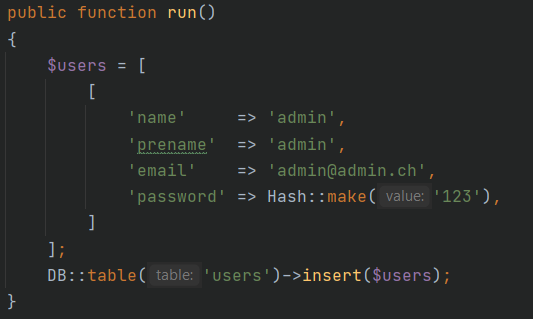 public function run()
{
    $users = [
        [
            'name'     => 'admin',
            'prename'  => 'admin',
            'email'    => 'admin@admin.ch',
            'password' => Hash::make( value: '123'),
        ]
    ];
    DB::table( table: 'users')->insert($users);
}